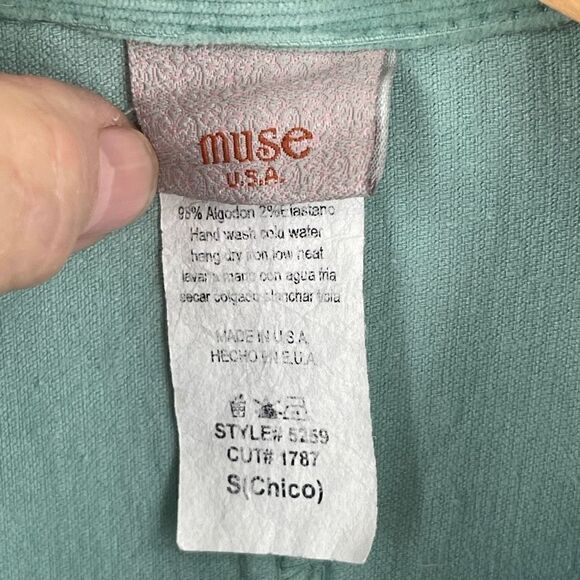 muse
U.S.A.
98% Algodon 2% Elastano
Hand wash cold water
hang dry iron low heat
lavar a mano con agua fria
secar colgado planchar tibia
MADE IN U.S.A.
HECHO EN E.U.A.
STYLE# 5259
CUT# 1787
S(Chico)